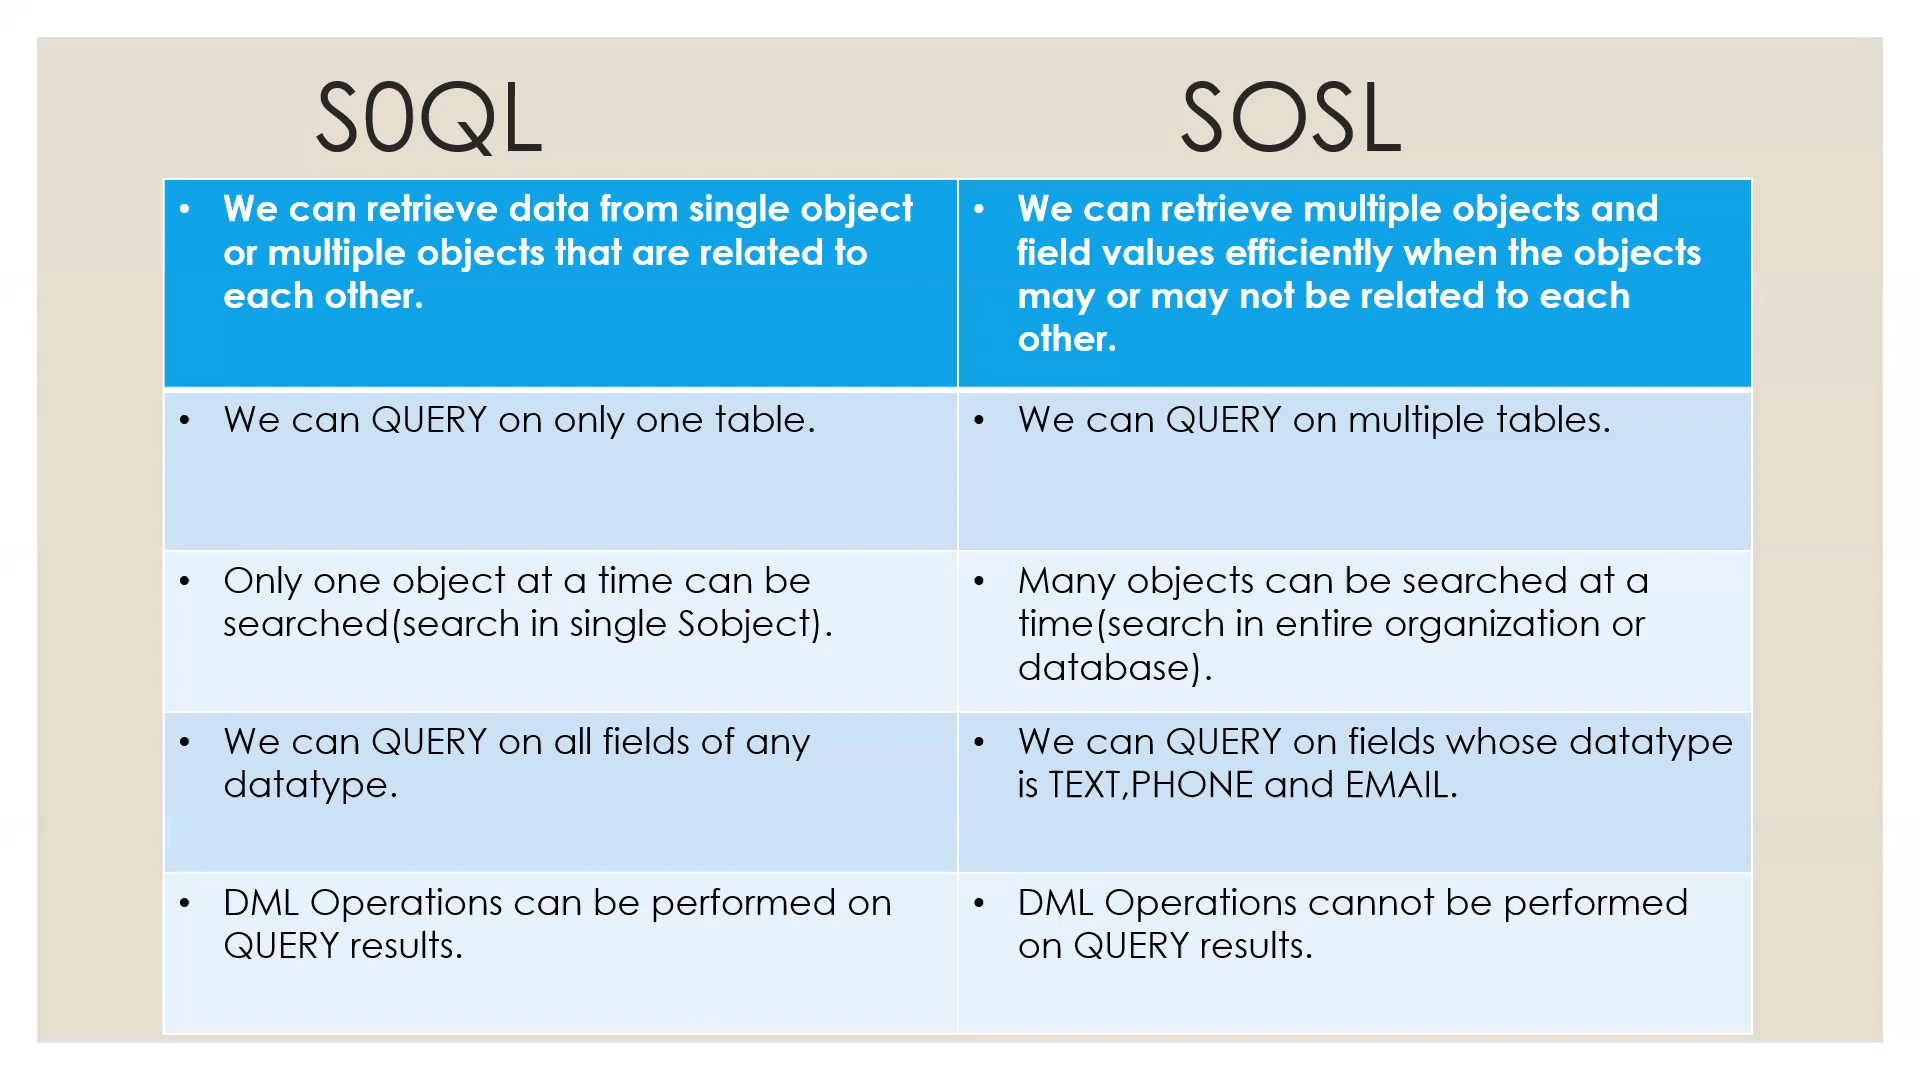 S0QL
SOSL
• We can retrieve data from single object
or multiple objects that are related to
each other.
• We can retrieve multiple objects and
field values efficiently when the objects
may or may not be related to each
other.
• We can QUERY on only one table.
• We can QUERY on multiple tables.
• Only one object at a time can be
searched(search in single Sobject).
• Many objects can be searched at a
time(search in entire organization or
database).
• We can QUERY on all fields of any
datatype.
• We can QUERY on fields whose datatype
is TEXT,PHONE and EMAIL.
• DML Operations can be performed on
QUERY results.
• DML Operations cannot be performed
on QUERY results.